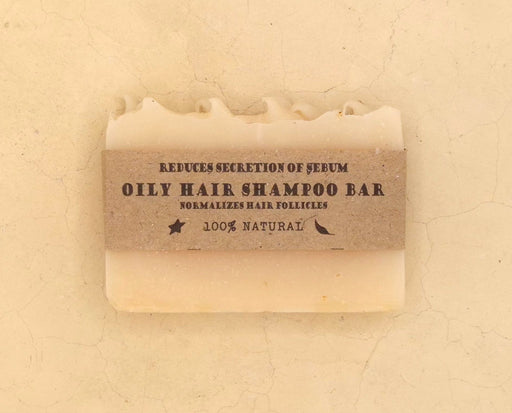 REDUCES SECRETION OF SEBUM
OILY HAIR SHAMPOO BAR
NORMALIZES HAIR FOLLICLES
100% NATURAL